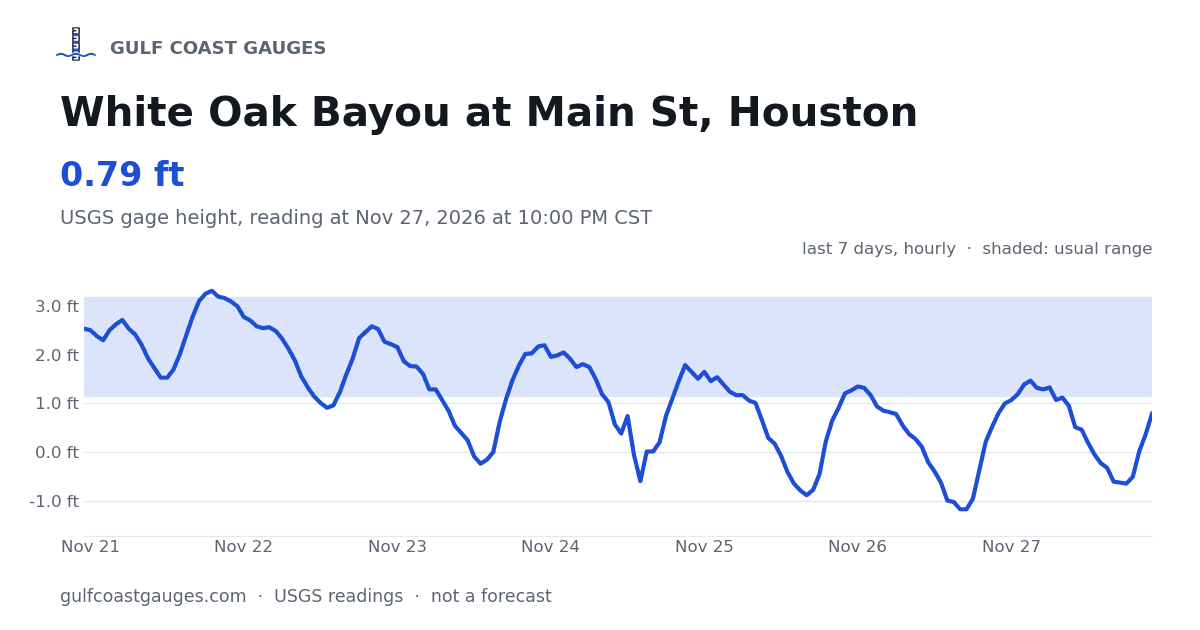 GULF COAST GAUGES
White Oak Bayou at Main St, Houston
0.79 ft
USGS gage height, reading at Nov 27, 2026 at 10:00 PM CST
last 7 days, hourly · shaded: usual range
3.0 ft
2.0 ft
1.0 ft
0.0 ft
-1.0 ft
Nov 21 Nov 22 Nov 23 Nov 24 Nov 25 Nov 26 Nov 27
gulfcoastgauges.com · USGS readings · not a forecast